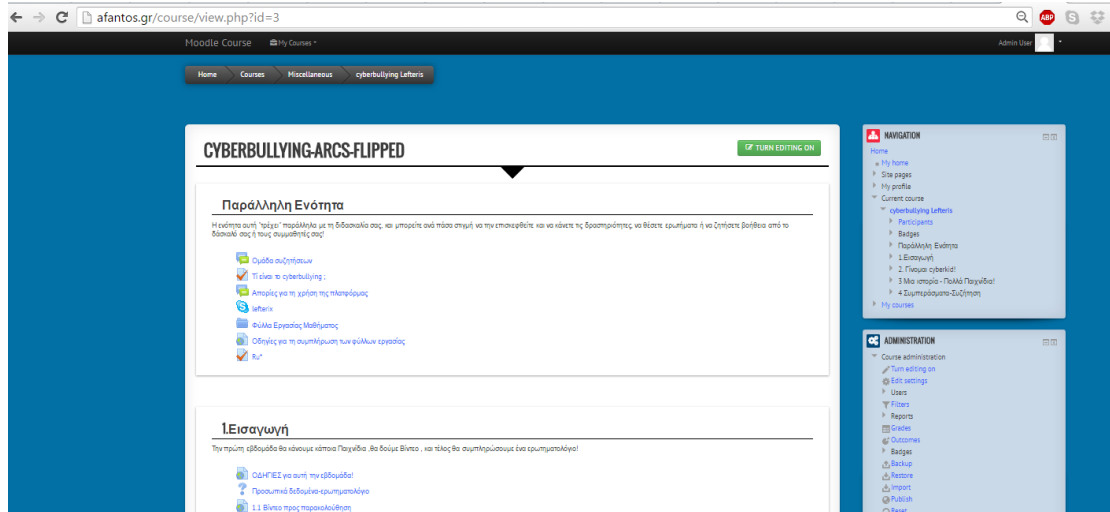 afantos.gr/course/view.php?id=3
ABP
Moodle Course My Courses
Admin User
Home Courses Miscellaneous cyberbullying Lefteris
CYBERBULLYING-ARCS-FLIPPED
TURN EDITING ON
Παράλληλη Ενότητα
Η ενότητα αυτή "τρέχει" παράλληλα με τη διδασκαλία σας, και μπορείτε ανά πάσα στιγμή να την επισκεφθείτε και να κάνετε τις δραστηριότητες, να θέσετε ερωτήματα ή να ζητήσετε βοήθεια από το
δάσκαλό σας ή τους συμμαθητές σας!
Ομάδα συζητήσεων
Τί είναι το cyberbullying ;
Απορίες για τη χρήση της πλατφόρμας
lefterix
Φύλλα Εργασίας Μαθήματος
Οδηγίες για τη συμπλήρωση των φύλλων εργασίας
Ru*
1.Εισαγωγή
Την πρώτη εβδομάδα θα κάνουμε κάποια Παιχνίδια ,θα δούμε Βίντεο , και τέλος θα συμπληρώσουμε ένα ερωτηματολόγιο!
ΟΔΗΓΙΕΣ για αυτή την εβδομάδα!
Προσωπικά δεδομένα-ερωτηματολόγιο
1.1 Βίντεο προς παρακολούθηση
NAVIGATION
Home
My home
Site pages
My profile
Current course
cyberbullying Lefteris
Participants
Badges
Παράλληλη Ενότητα
1.Εισαγωγή
2. Γίνομαι cyberkid!
3 Μια ιστορία - Πολλά Παιχνίδια!
4 Συμπεράσματα-Συζήτηση
My courses
ADMINISTRATION
Course administration
Turn editing on
Edit settings
Users
Filters
Reports
Grades
Outcomes
Badges
Backup
Restore
Import
Publish
Reset